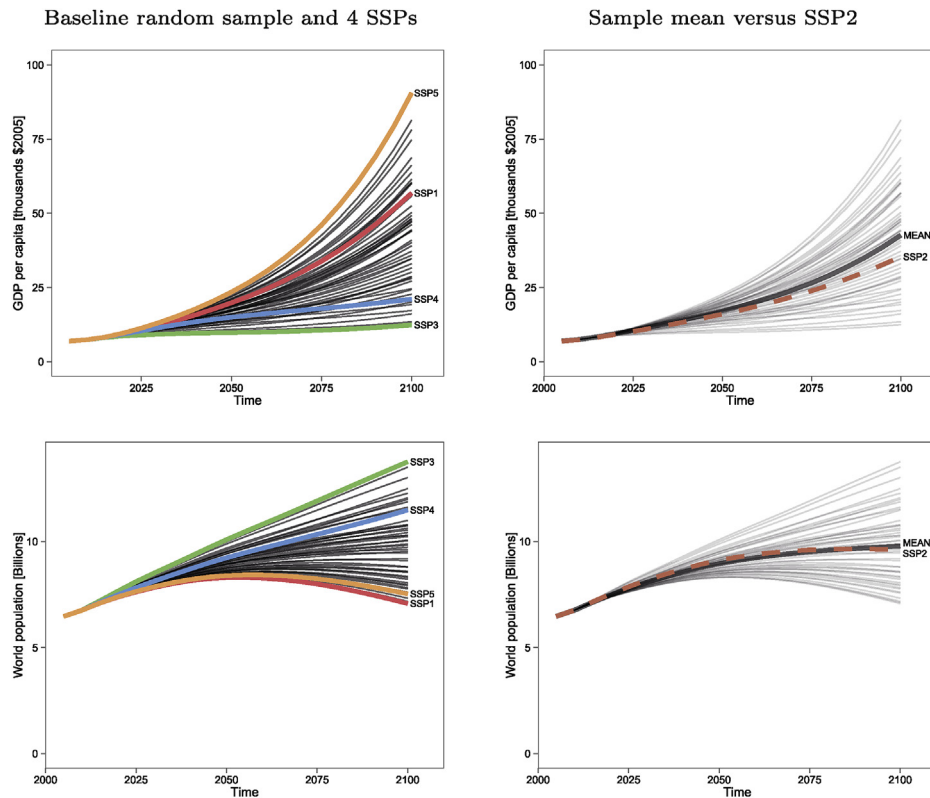 Baseline random sample and 4 SSPs
Sample mean versus SSP2
GDP per capita [thousands $2005]
100
75
50
25
0
SSP5
SSP1
SSP4
SSP3
2025
2050
2075
2100
Time
GDP per capita [thousands $2005]
100
75
50
25
0
MEAN
SSP2
2000
2025
2050
2075
2100
Time
World population [Billions]
10
5
0
SSP3
SSP4
SSP5
SSP1
2000
2025
2050
2075
2100
Time
World population [Billions]
10
5
0
MEAN
SSP2
2000
2025
2050
2075
2100
Time